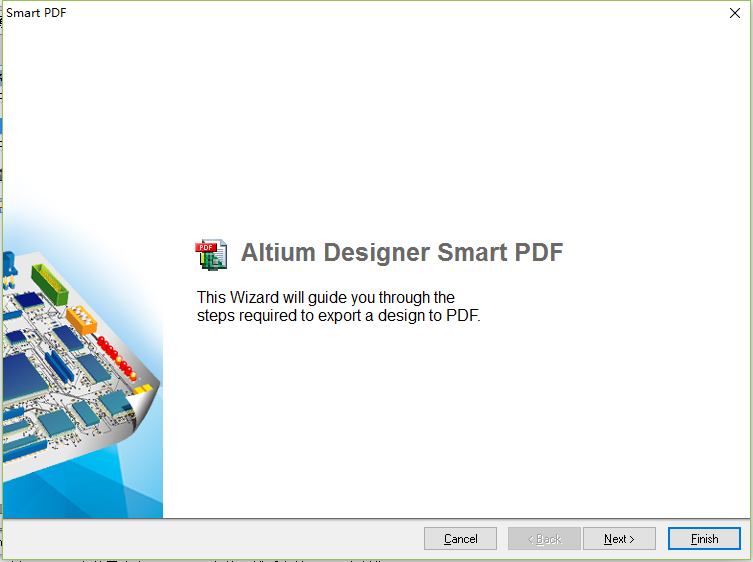 Smart PDF
PDF
Altium Designer Smart PDF
This Wizard will guide you through the
steps required to export a design to PDF.
Cancel
< Back
Next >
Finish